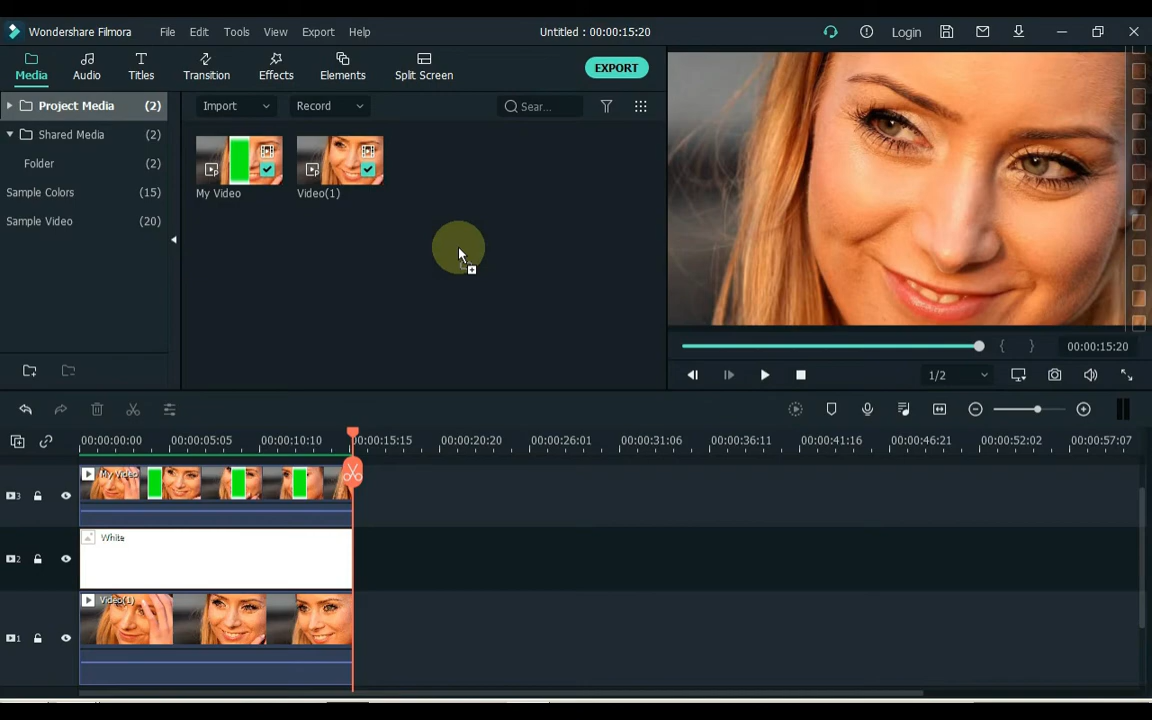 Wondershare Filmora File Edit Tools View Export Help Untitled : 00:00:15:20 Login
Media Audio Titles Transition Effects Elements Split Screen EXPORT
Project Media (2) Import Record Sear...
Shared Media (2)
Folder (2)
Sample Colors (15)
Sample Video (20)
My Video Video(1)
00:00:15:20
1/2
00:00:00:00 00:00:05:05 00:00:10:10 00:00:15:15 00:00:20:20 00:00:26:01 00:00:31:06 00:00:36:11 00:00:41:16 00:00:46:21 00:00:52:02 00:00:57:07
My Video
3
White
2
Video(1)
1